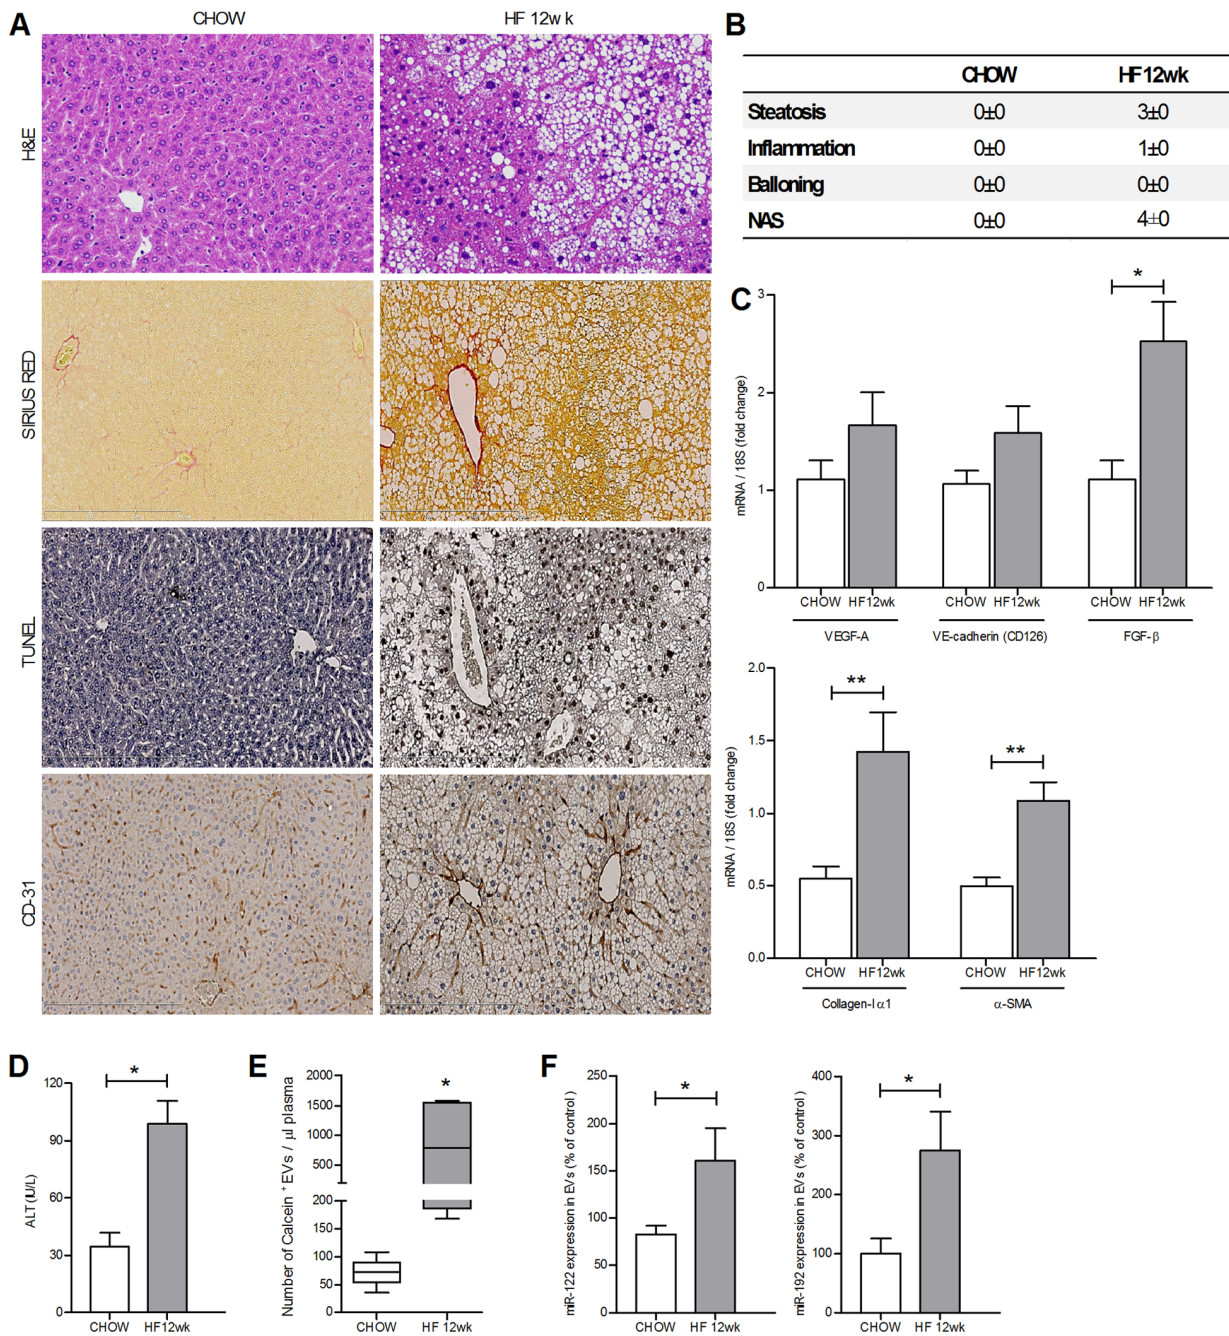 A
CHOW
HF 12w k
H&E
SIRIUS RED
TUNEL
CD-31
B
CHOW HF12wk
Steatosis 0±0 3±0
Inflammation 0±0 1±0
Balloning 0±0 0±0
NAS 0±0 4±0
C
mRNA / 18S (fold change)
3
2
1
0
*
CHOW HF12wk CHOW HF12wk CHOW HF12wk
VEGF-A VE-cadherin (CD126) FGF-β
mRNA / 18S (fold change)
2.0
1.5
1.0
0.5
0.0
**
**
CHOW HF12wk CHOW HF12wk
Collagen-I α1 α-SMA
D
ALT (IU/L)
120
90
60
30
0
*
CHOW HF12wk
E
Number of Calcein + EVs / µl plasma
2000
1500
1000
500
200
150
100
50
0
*
CHOW HF 12wk
F
miR-122 expression in EVs (% of control )
250
200
150
100
50
0
*
CHOW HF 12wk
miR-192 expression in EVs (% of control )
400
300
200
100
0
*
CHOW HF 12wk